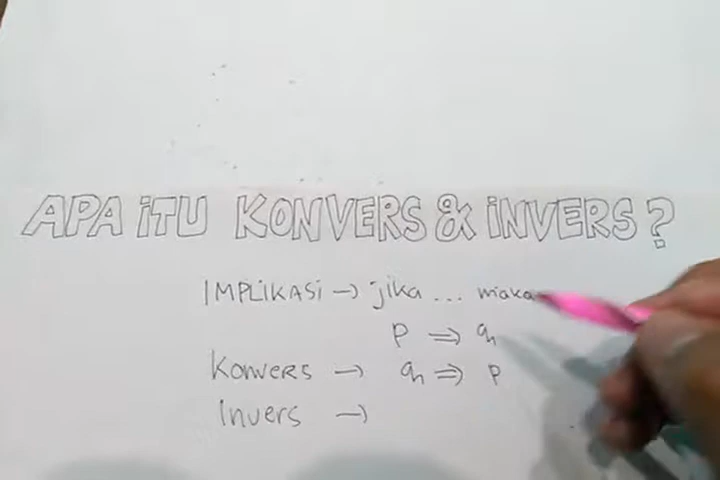 APA iTU KONVERS & iNVERS?
IMPLiKASi → jika ... maka
P ⇒ q
Konvers → q ⇒ p
Invers →